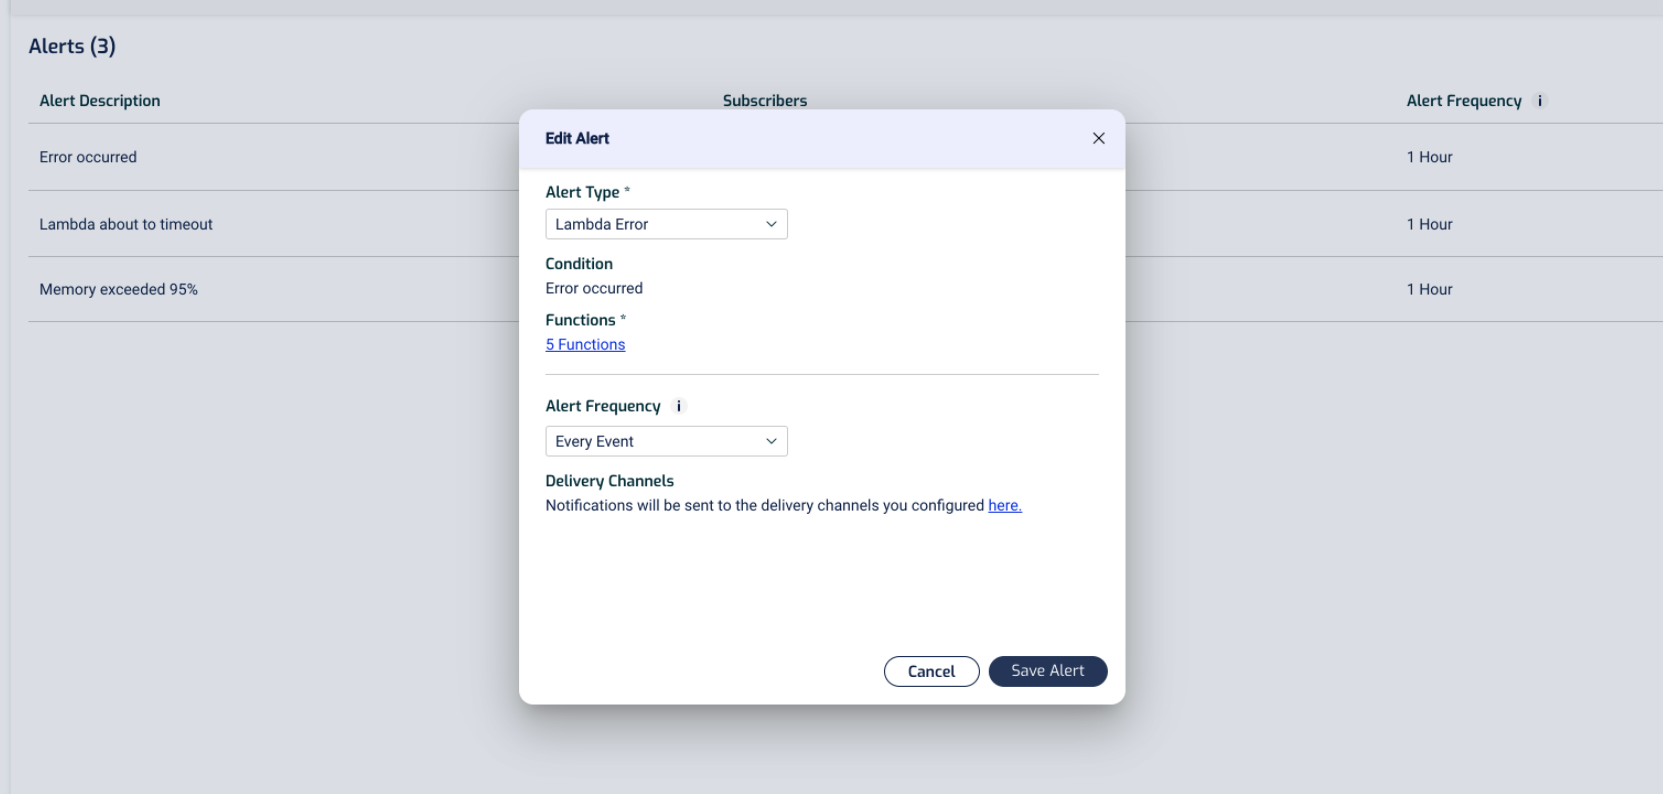 Alerts (3)
Alert Description Subscribers Alert Frequency i
Error occurred 1 Hour
Lambda about to timeout 1 Hour
Memory exceeded 95% 1 Hour
Edit Alert
Alert Type *
Lambda Error
Condition
Error occurred
Functions *
5 Functions
Alert Frequency i
Every Event
Delivery Channels
Notifications will be sent to the delivery channels you configured here.
Cancel Save Alert